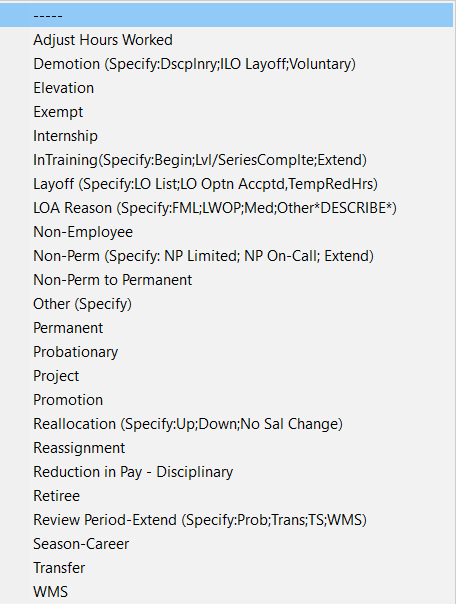 -----
Adjust Hours Worked
Demotion (Specify:Dscplnry;ILO Layoff;Voluntary)
Elevation
Exempt
Internship
InTraining(Specify:Begin;Lvl/SeriesComplte;Extend)
Layoff (Specify:LO List;LO Optn Accptd,TempRedHrs)
LOA Reason (Specify:FML;LWOP;Med;Other*DESCRIBE*)
Non-Employee
Non-Perm (Specify: NP Limited; NP On-Call; Extend)
Non-Perm to Permanent
Other (Specify)
Permanent
Probationary
Project
Promotion
Reallocation (Specify:Up;Down;No Sal Change)
Reassignment
Reduction in Pay - Disciplinary
Retiree
Review Period-Extend (Specify:Prob;Trans;TS;WMS)
Season-Career
Transfer
WMS